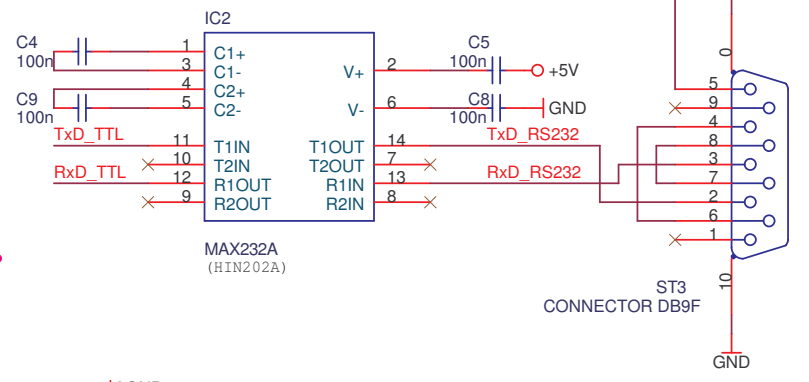 IC2
C4
100n
1
3
4
5
C1+
C1-
C2+
C2-
C9
100n
V+
V-
2
6
C5
100n
+5V
C8
100n
GND
TxD_TTL
11
10
T1IN
T2IN
T1OUT
T2OUT
14
7
TxD_RS232
RxD_TTL
12
9
R1OUT
R2OUT
R1IN
R2IN
13
8
RxD_RS232
MAX232A
(HIN202A)
0
5
9
4
8
3
7
2
6
1
10
ST3
CONNECTOR DB9F
GND